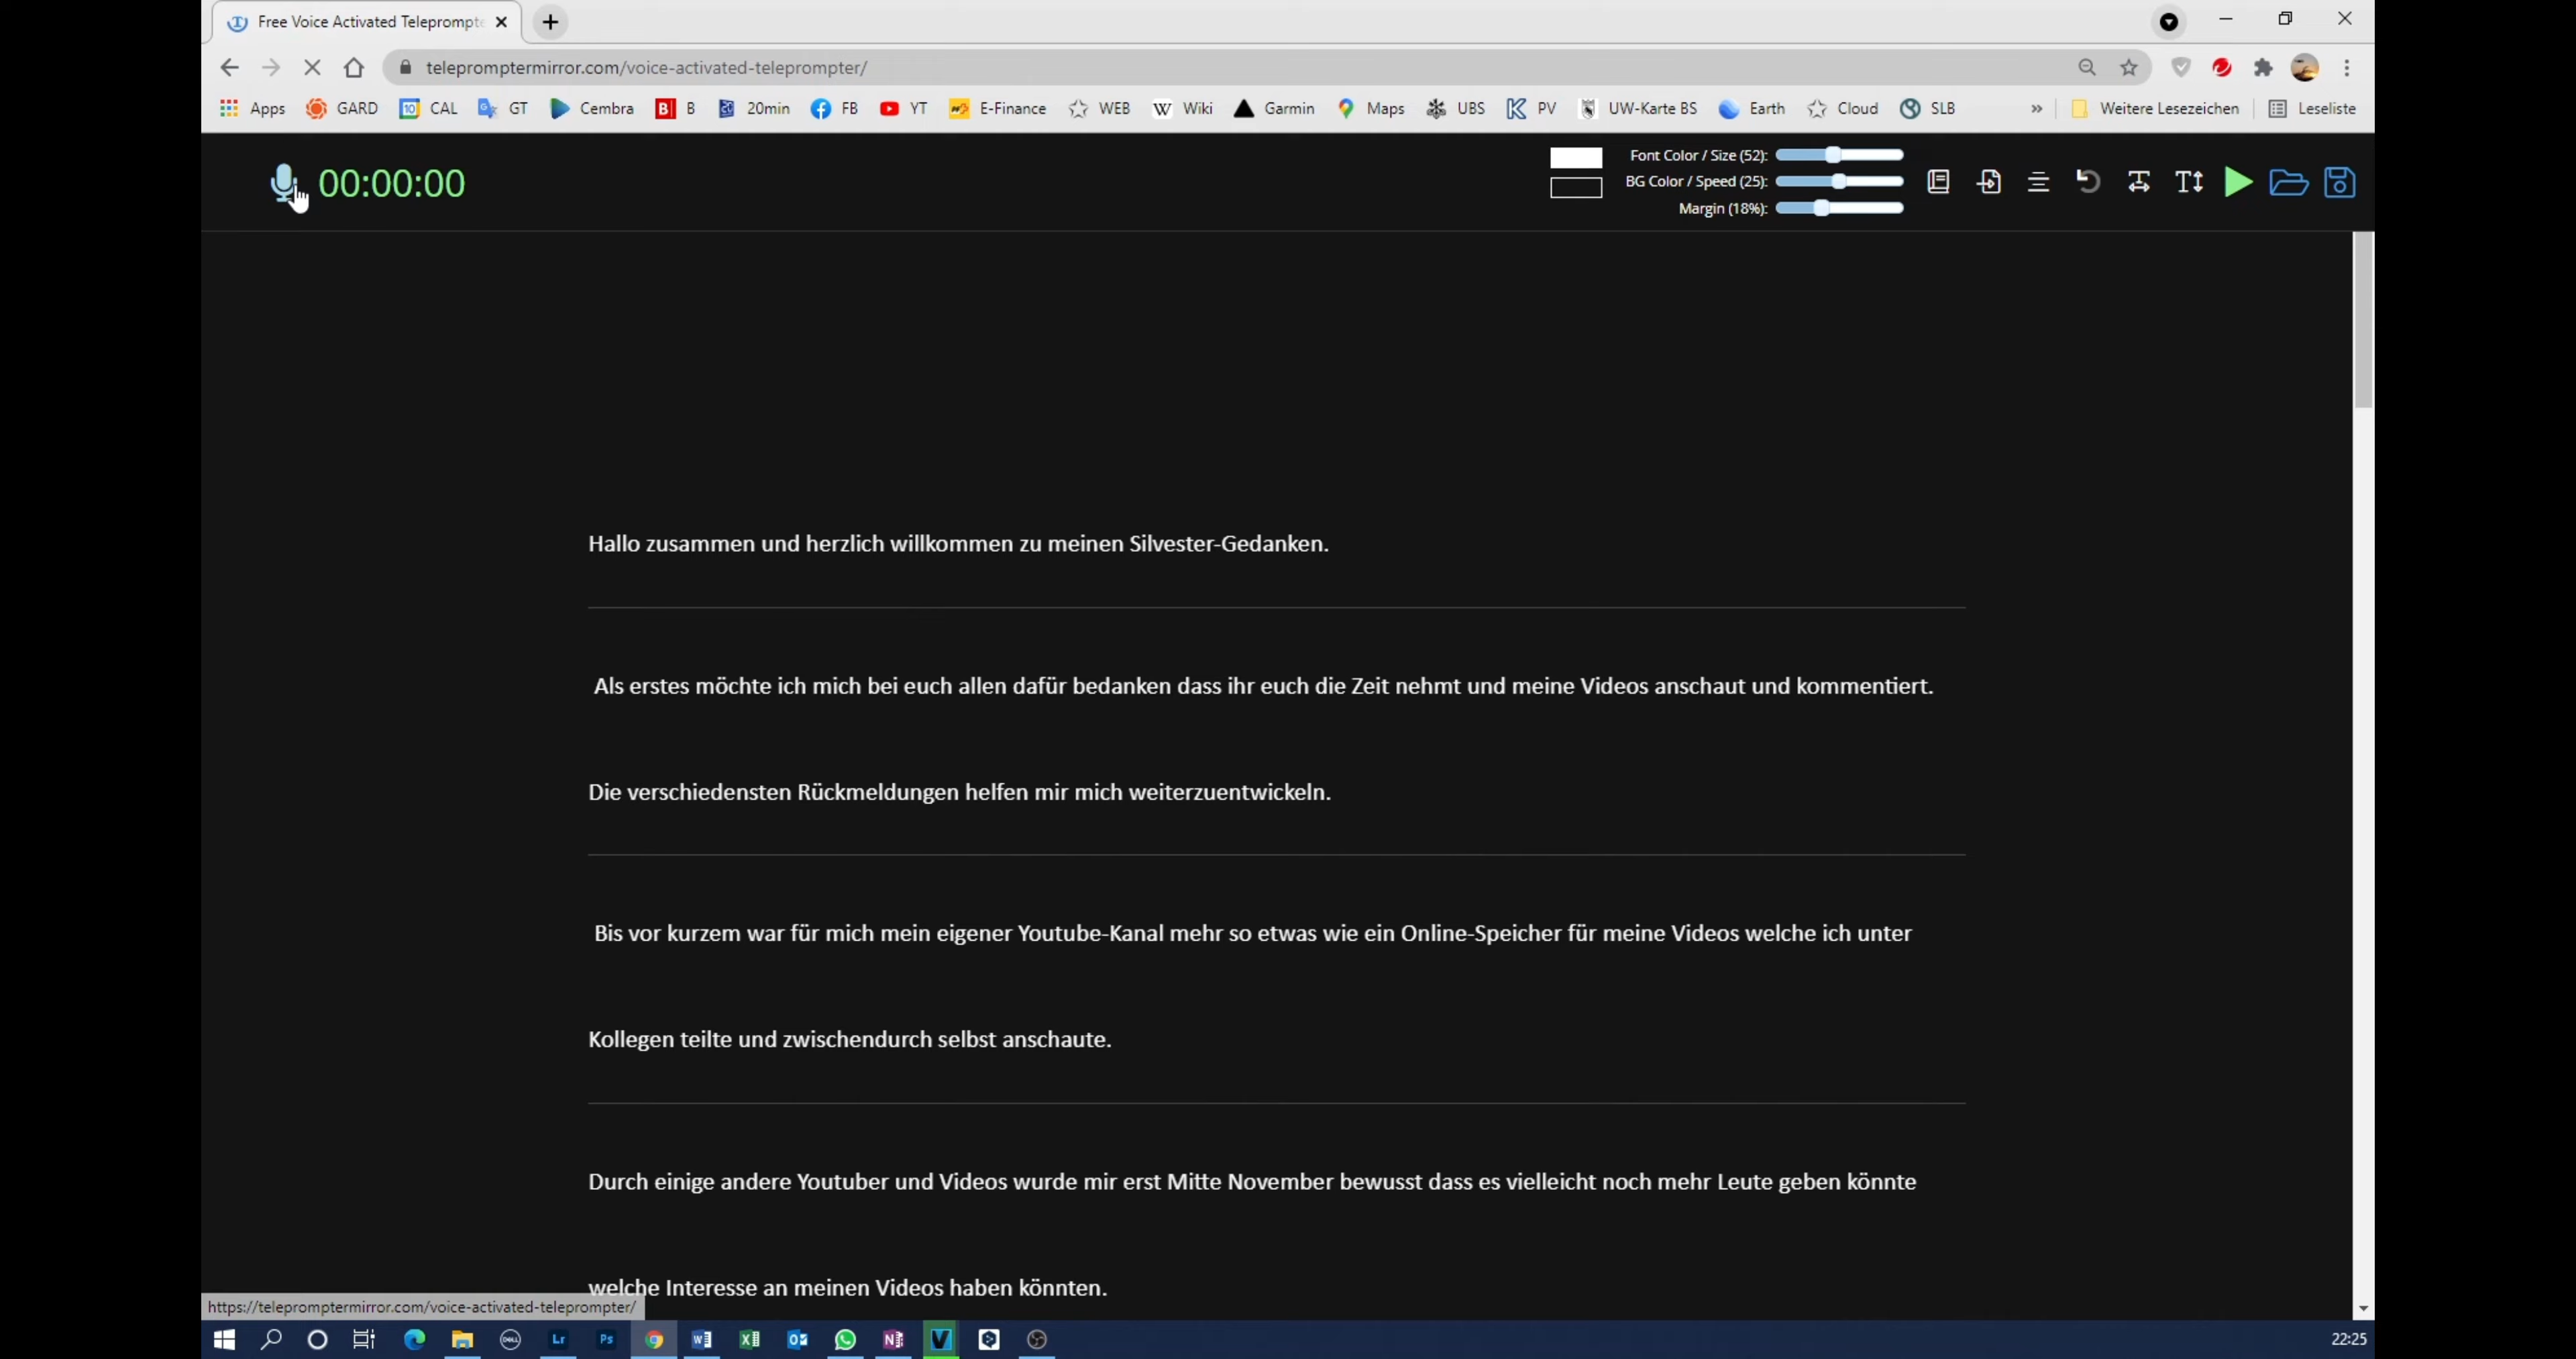 Free Voice Activated Teleprompte
telepromptermirror.com/voice-activated-teleprompter/
Apps GARD CAL GT Cembra B 20min FB YT E-Finance WEB Wiki Garmin Maps UBS PV UW-Karte BS Earth Cloud SLB » Weitere Lesezeichen Leseliste
00:00:00
Font Color / Size (52):
BG Color / Speed (25):
Margin (18%):
Hallo zusammen und herzlich willkommen zu meinen Silvester-Gedanken.
Als erstes möchte ich mich bei euch allen dafür bedanken dass ihr euch die Zeit nehmt und meine Videos anschaut und kommentiert.
Die verschiedensten Rückmeldungen helfen mir mich weiterzuentwickeln.
Bis vor kurzem war für mich mein eigener Youtube-Kanal mehr so etwas wie ein Online-Speicher für meine Videos welche ich unter
Kollegen teilte und zwischendurch selbst anschaute.
Durch einige andere Youtuber und Videos wurde mir erst Mitte November bewusst dass es vielleicht noch mehr Leute geben könnte
welche Interesse an meinen Videos haben könnten.
https://telepromptermirror.com/voice-activated-teleprompter/
Lr Ps
22:25